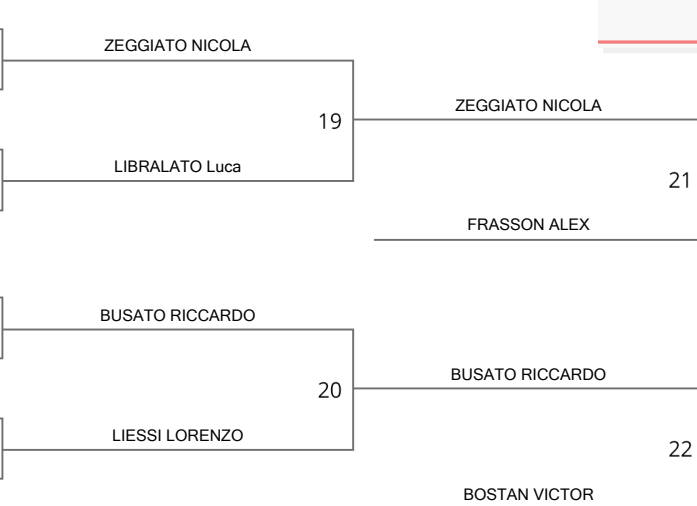 ZEGGIATO NICOLA
19
ZEGGIATO NICOLA
LIBRALATO Luca
21
FRASSON ALEX
BUSATO RICCARDO
20
BUSATO RICCARDO
LIESSI LORENZO
22
BOSTAN VICTOR